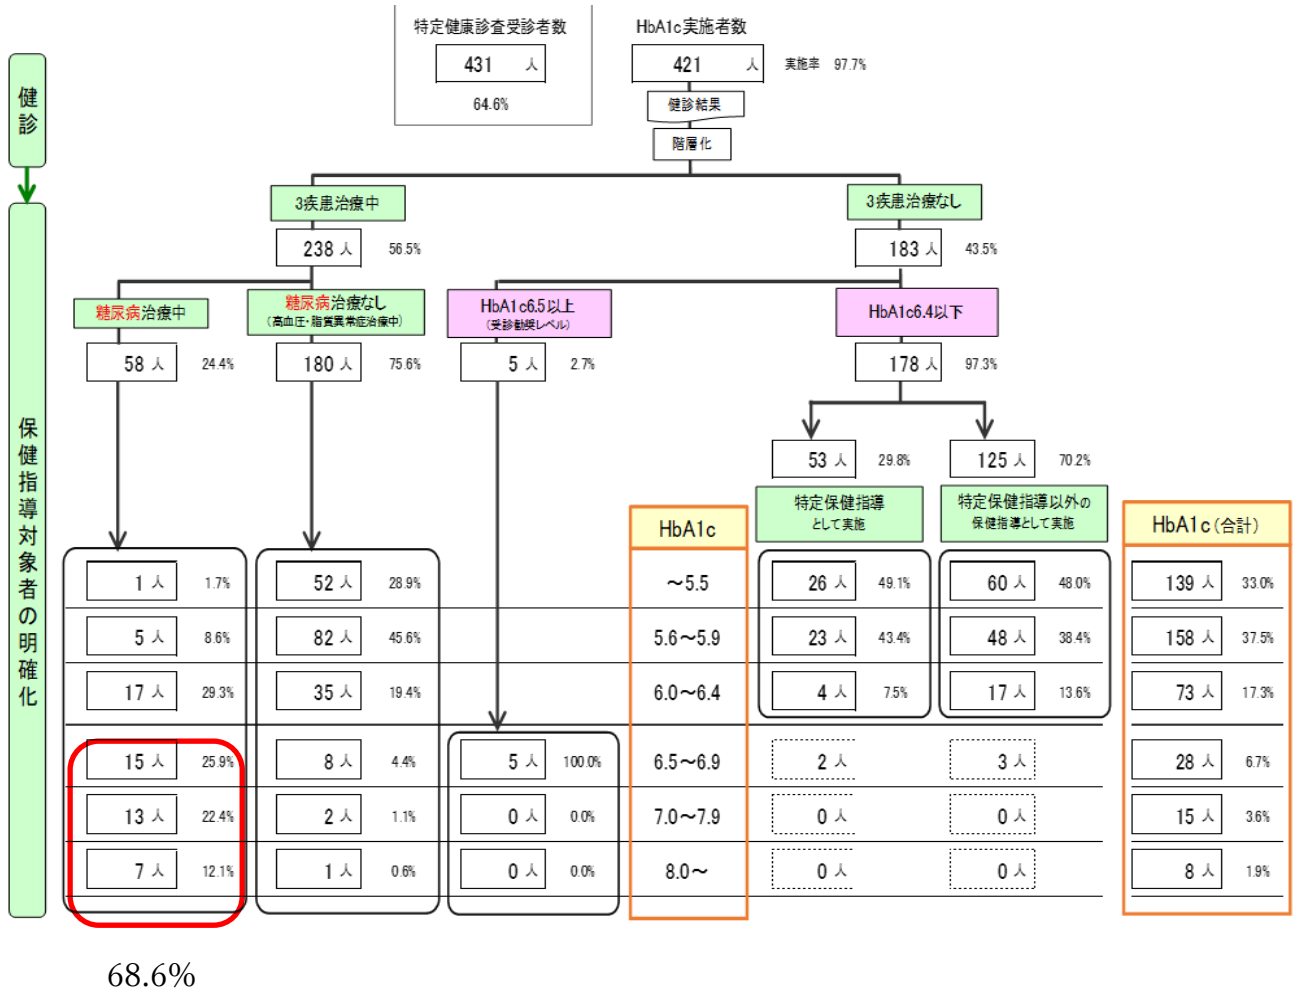 特定健康診査受診者数
431 人
64.6%
HbA1c実施者数
421 人 実施率 97.7%
健診結果
階層化
健診
保健指導対象者の明確化
3疾患治療中
238 人 56.5%
3疾患治療なし
183 人 43.5%
糖尿病治療中
58 人 24.4%
糖尿病治療なし
(高血圧・脂質異常症治療中)
180 人 75.6%
HbA1c6.5以上
(受診勧奨レベル)
5 人 2.7%
HbA1c6.4以下
178 人 97.3%
53 人 29.8%
125 人 70.2%
特定保健指導
として実施
特定保健指導以外の
保健指導として実施
HbA1c
HbA1c(合計)
1 人 1.7% 52 人 28.9% ～5.5 26 人 49.1% 60 人 48.0% 139 人 33.0%
5 人 8.6% 82 人 45.6% 5.6～5.9 23 人 43.4% 48 人 38.4% 158 人 37.5%
17 人 29.3% 35 人 19.4% 6.0～6.4 4 人 7.5% 17 人 13.6% 73 人 17.3%
15 人 25.9% 8 人 4.4% 5 人 100.0% 6.5～6.9 2 人 3 人 28 人 6.7%
13 人 22.4% 2 人 1.1% 0 人 0.0% 7.0～7.9 0 人 0 人 15 人 3.6%
7 人 12.1% 1 人 0.6% 0 人 0.0% 8.0～ 0 人 0 人 8 人 1.9%
68.6%